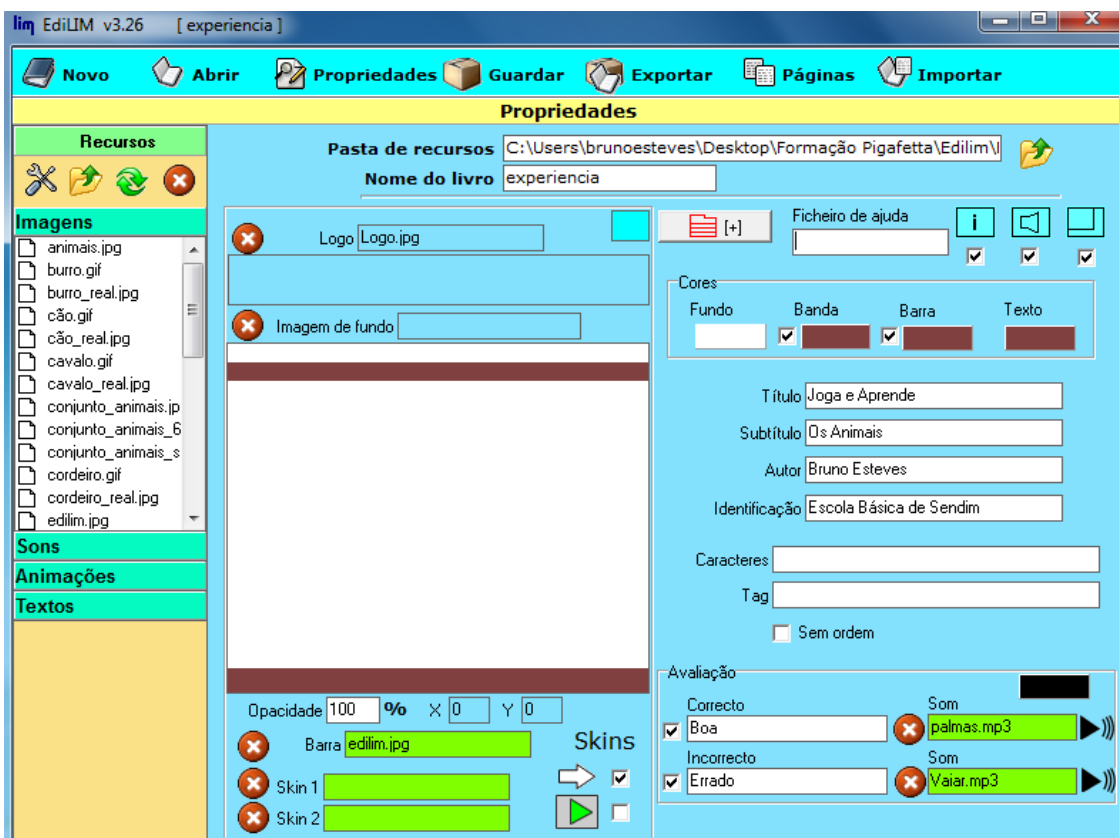 lim EdiLIM v3.26 [ experiencia ]
Novo Abrir Propriedades Guardar Exportar Páginas Importar
Propriedades
Recursos
Imagens
animais.jpg
burro.gif
burro_real.jpg
cão.gif
cão_real.jpg
cavalo.gif
cavalo_real.jpg
conjunto_animais.jp
conjunto_animais_6
conjunto_animais_s
cordeiro.gif
cordeiro_real.jpg
edilim.jpg
Sons
Animações
Textos
Pasta de recursos C:\Users\brunoesteves\Desktop\Formação Pigafetta\Edilim\
Nome do livro experiencia
Logo Logo.jpg
Imagem de fundo
Opacidade 100 % X 0 Y 0
Barra edilim.jpg
Skins
Skin 1
Skin 2
[+]
Ficheiro de ajuda
i
Cores
Fundo Banda Barra Texto
Título Joga e Aprende
Subtítulo Os Animais
Autor Bruno Esteves
Identificação Escola Básica de Sendim
Caracteres
Tag
Sem ordem
Avaliação
Correcto Som
Boa palmas.mp3
Incorrecto Som
Errado Vaiar.mp3